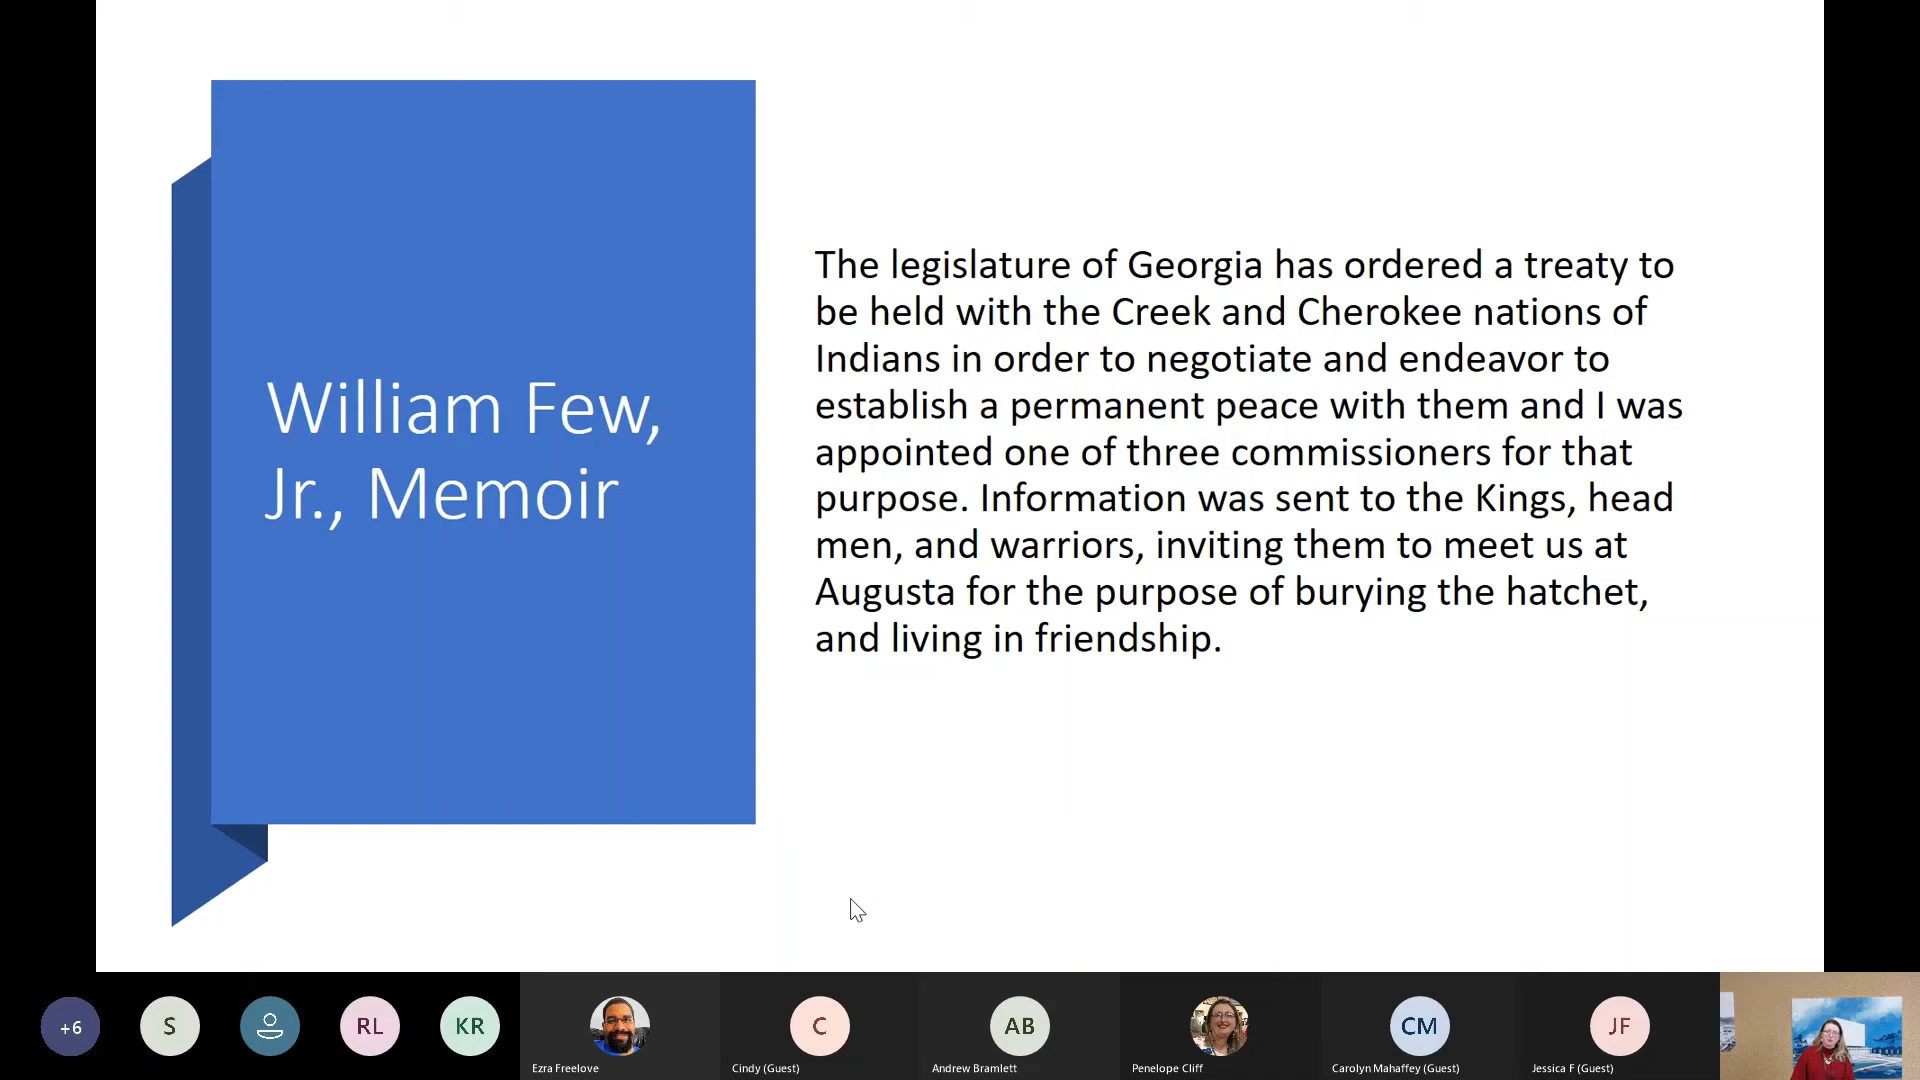 William Few,
Jr., Memoir
The legislature of Georgia has ordered a treaty to
be held with the Creek and Cherokee nations of
Indians in order to negotiate and endeavor to
establish a permanent peace with them and I was
appointed one of three commissioners for that
purpose. Information was sent to the Kings, head
men, and warriors, inviting them to meet us at
Augusta for the purpose of burying the hatchet,
and living in friendship.
+6
S
RL
KR
C
AB
CM
JF
Ezra Freelove
Cindy (Guest)
Andrew Bramlett
Penelope Cliff
Carolyn Mahaffey (Guest)
Jessica F (Guest)